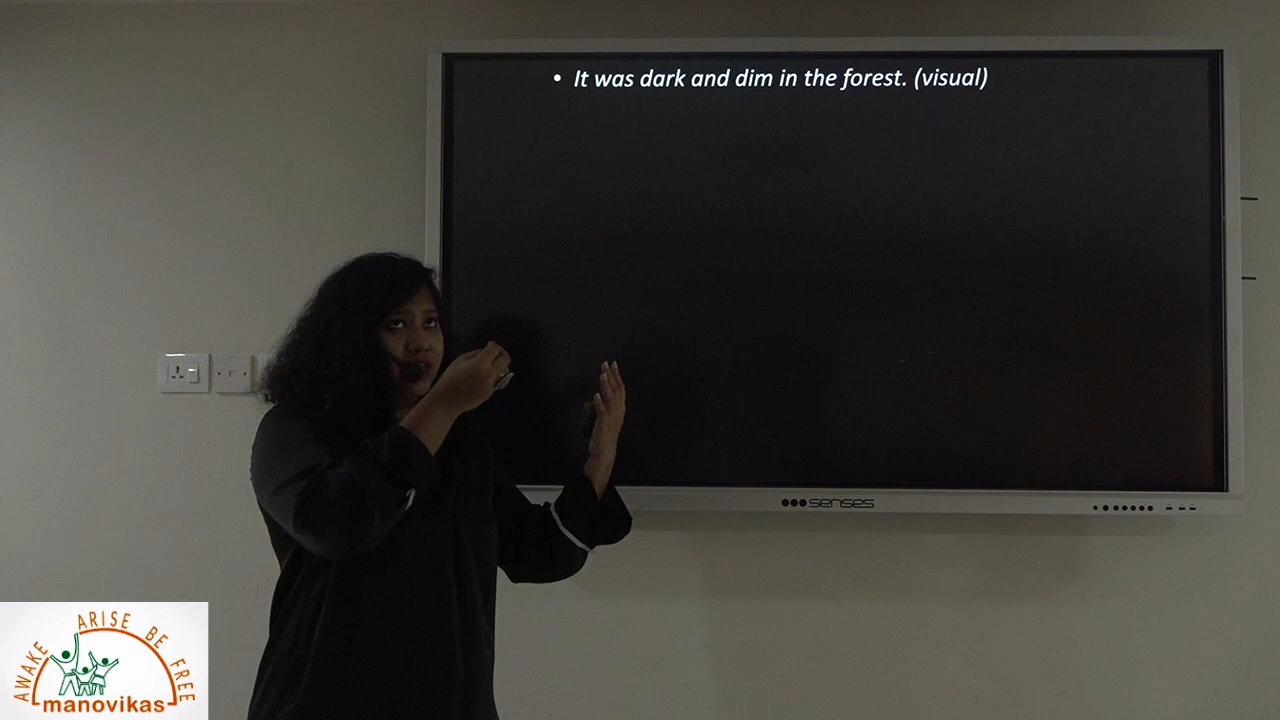 • It was dark and dim in the forest. (visual)
senses
AWAKE ARISE BE FREE
manovikas